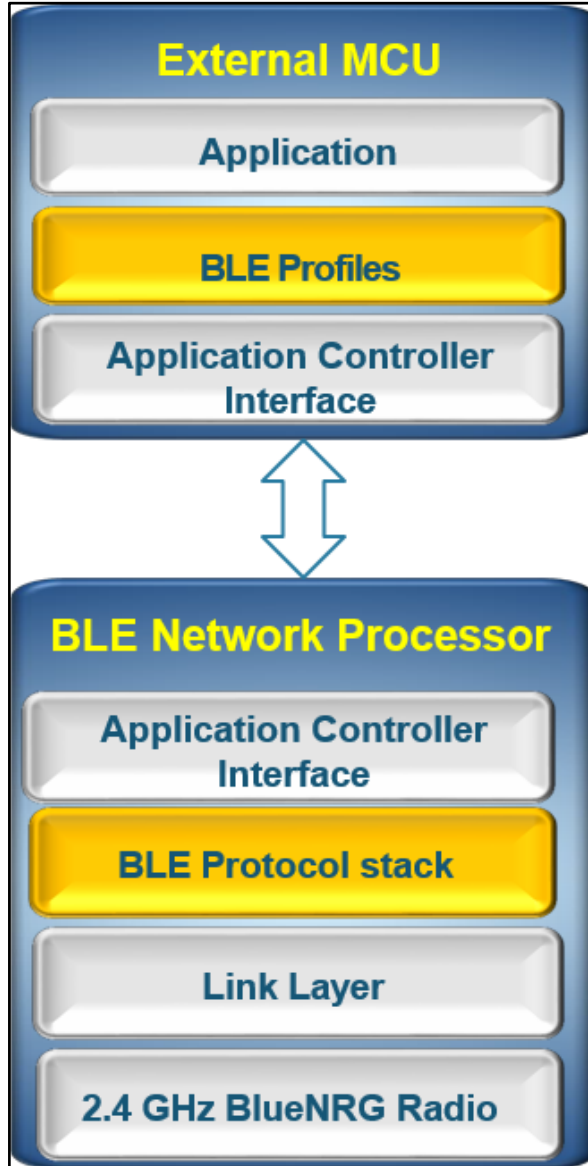 External MCU
Application
BLE Profiles
Application Controller
Interface
BLE Network Processor
Application Controller
Interface
BLE Protocol stack
Link Layer
2.4 GHz BlueNRG Radio